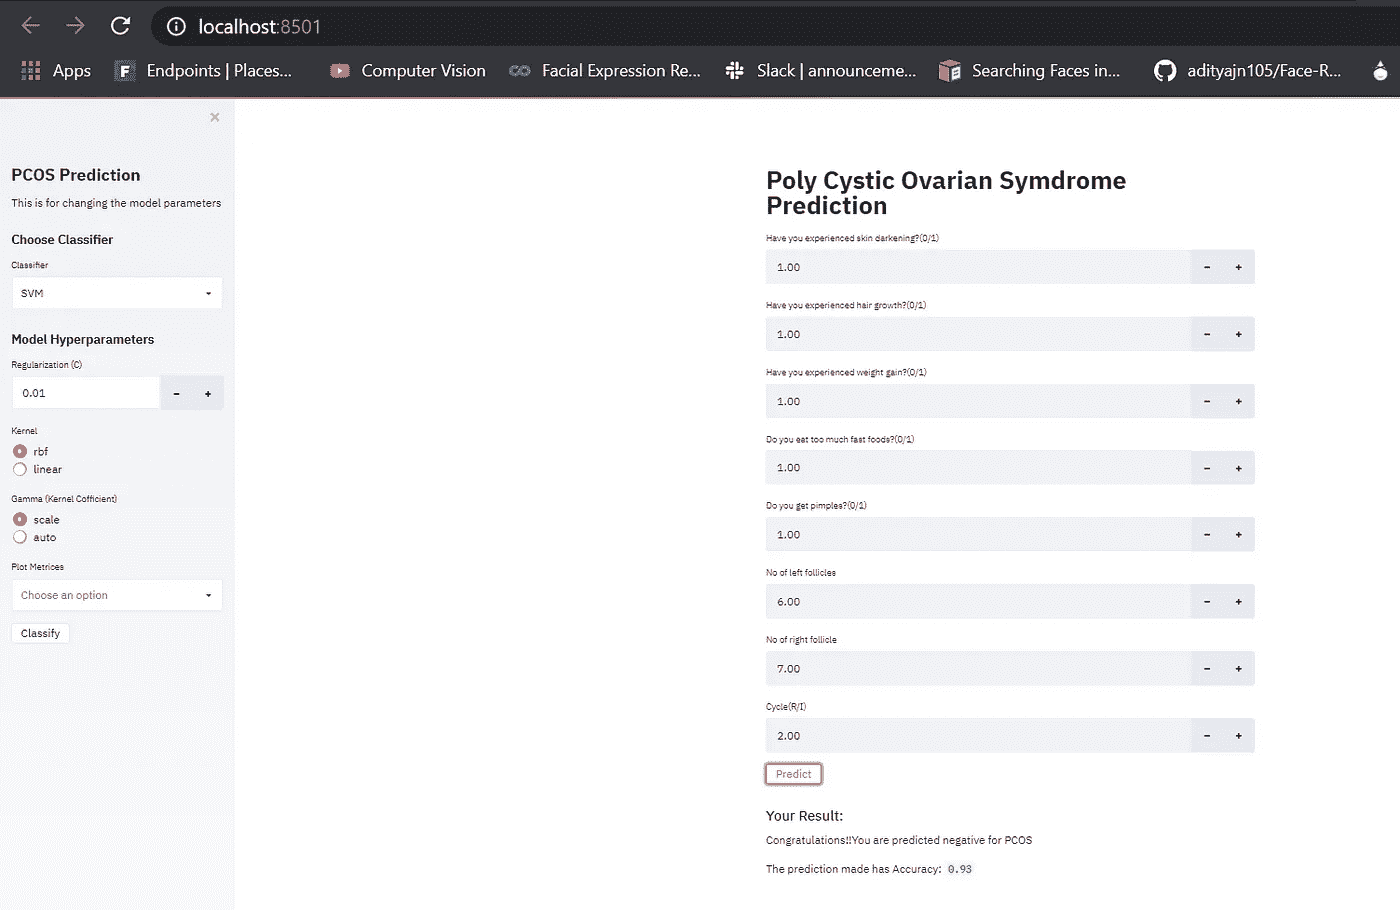 localhost:8501
Apps
Endpoints | Places...
Computer Vision
Facial Expression Re...
Slack | announceme...
Searching Faces in...
adityajn105/Face-R...
PCOS Prediction
This is for changing the model parameters
Choose Classifier
Classifier
SVM
Model Hyperparameters
Regularization (C)
0.01
- +
Kernel
rbf
linear
Gamma (Kernel Cofficient)
scale
auto
Plot Metrices
Choose an option
Classify
Poly Cystic Ovarian Symdrome
Prediction
Have you experienced skin darkening?(0/1)
1.00 - +
Have you experienced hair growth?(0/1)
1.00 - +
Have you experienced weight gain?(0/1)
1.00 - +
Do you eat too much fast foods?(0/1)
1.00 - +
Do you get pimples?(0/1)
1.00 - +
No of left follicles
6.00 - +
No of right follicle
7.00 - +
Cycle(R/I)
2.00 - +
Predict
Your Result:
Congratulations!!You are predicted negative for PCOS
The prediction made has Accuracy: 0.93